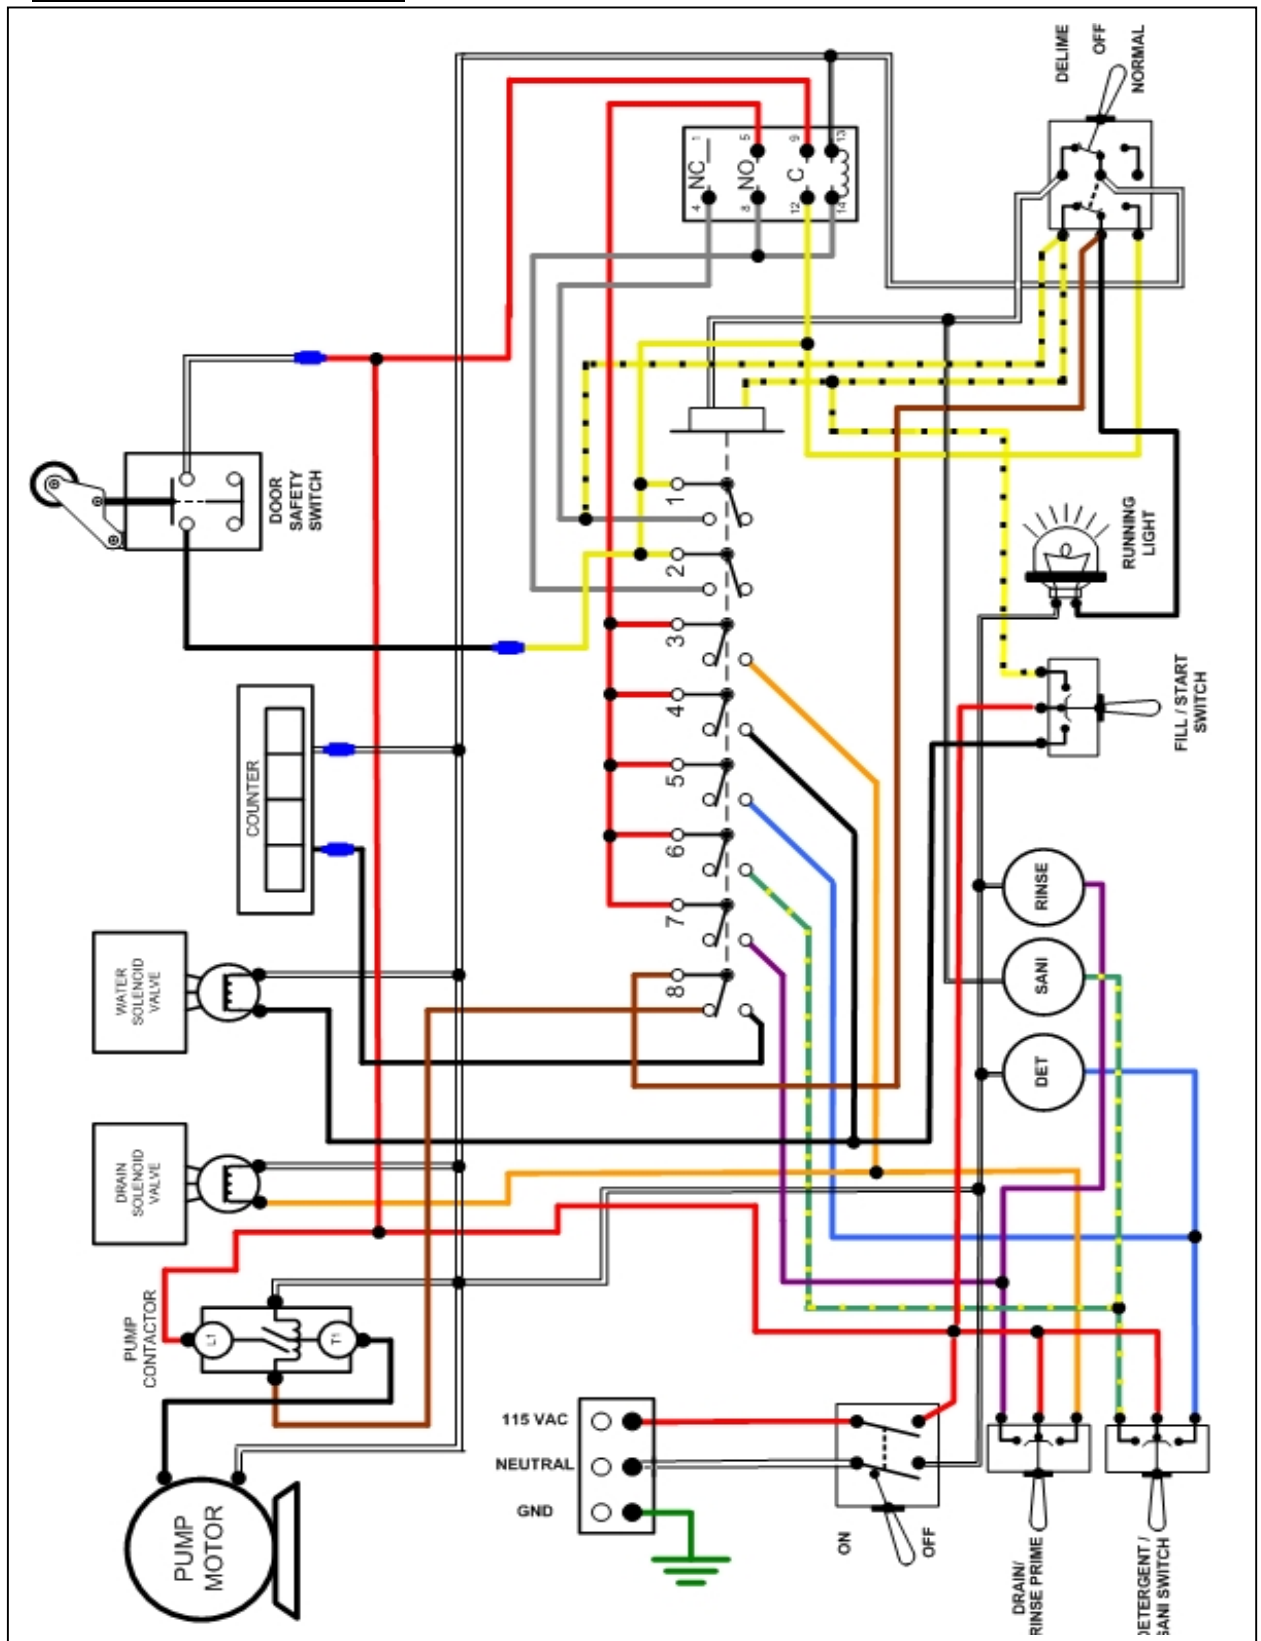 DELIME
OFF
NORMAL
NC
NO
C
1
5
9
13
4
8
12
14
DOOR
SAFETY
SWITCH
1
2
3
4
5
6
7
8
RUNNING
LIGHT
FILL / START
SWITCH
COUNTER
WATER
SOLENOID
VALVE
DRAIN
SOLENOID
VALVE
RINSE
SANI
DET
PUMP
CONTACTOR
L1
T1
115 VAC
NEUTRAL
GND
ON
OFF
PUMP
MOTOR
DRAIN/
RINSE PRIME
DETERGENT /
SANI SWITCH